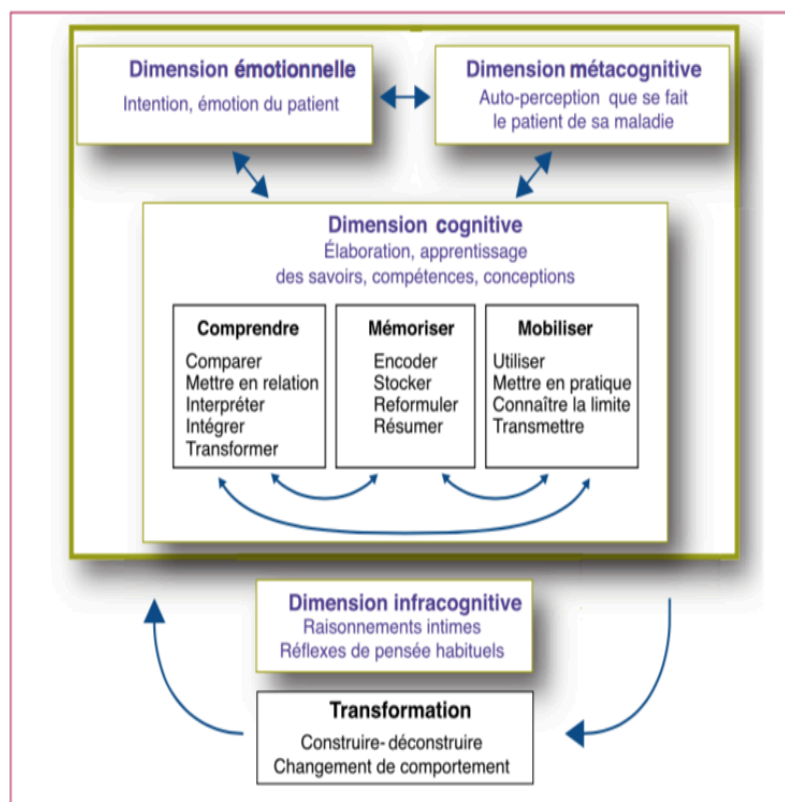 Dimension émotionnelle
Intention, émotion du patient
Dimension métacognitive
Auto-perception que se fait
le patient de sa maladie
Dimension cognitive
Élaboration, apprentissage
des savoirs, compétences, conceptions
Comprendre
Comparer
Mettre en relation
Interpréter
Intégrer
Transformer
Mémoriser
Encoder
Stocker
Reformuler
Résumer
Mobiliser
Utiliser
Mettre en pratique
Connaître la limite
Transmettre
Dimension infracognitive
Raisonnements intimes
Réflexes de pensée habituels
Transformation
Construire- déconstruire
Changement de comportement